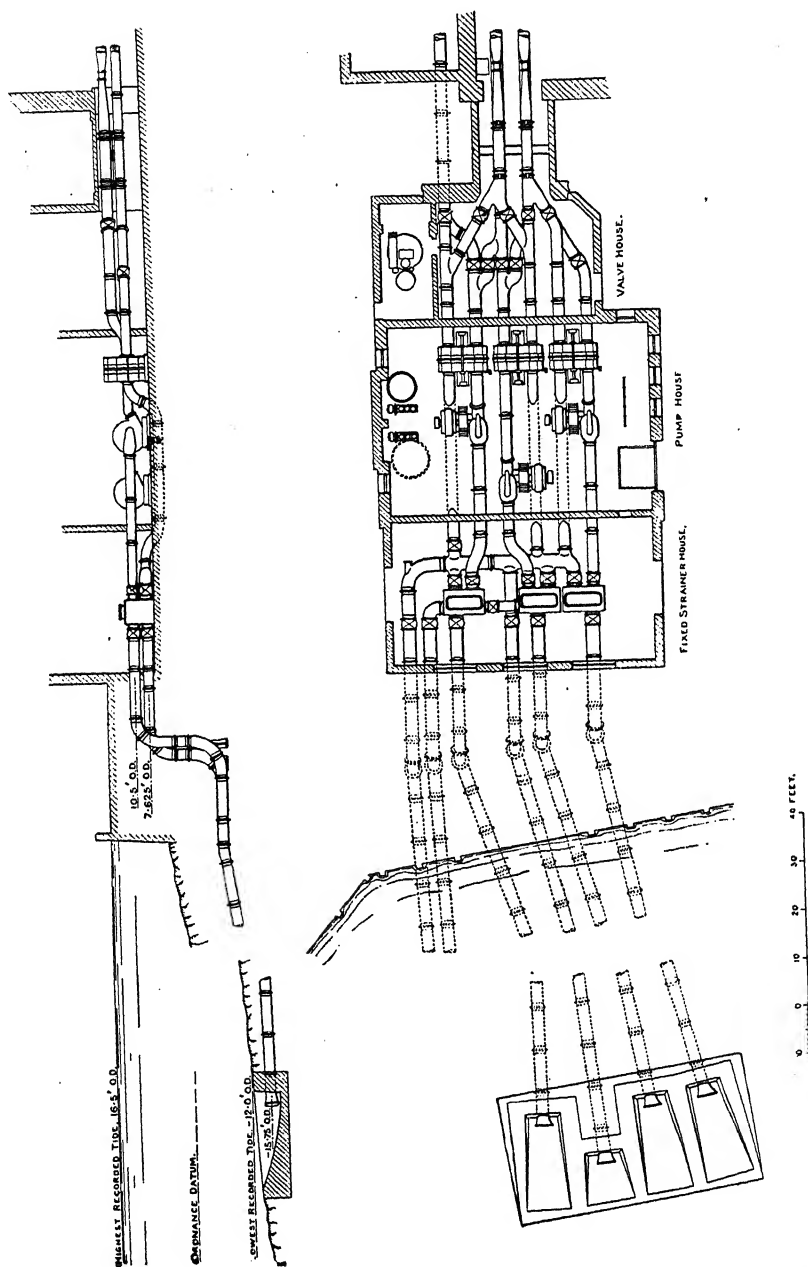 HIGHEST RECORDED TIDE, 16·5' O.D.
ORDNANCE DATUM.
LOWEST RECORDED TIDE, -12·0' O.D.
-15·75' O.D.
10·5' O.D.
7·625' O.D.
VALVE HOUSE.
PUMP HOUSE
FIXED STRAINER HOUSE.
10 0 10 20 30 40 FEET.